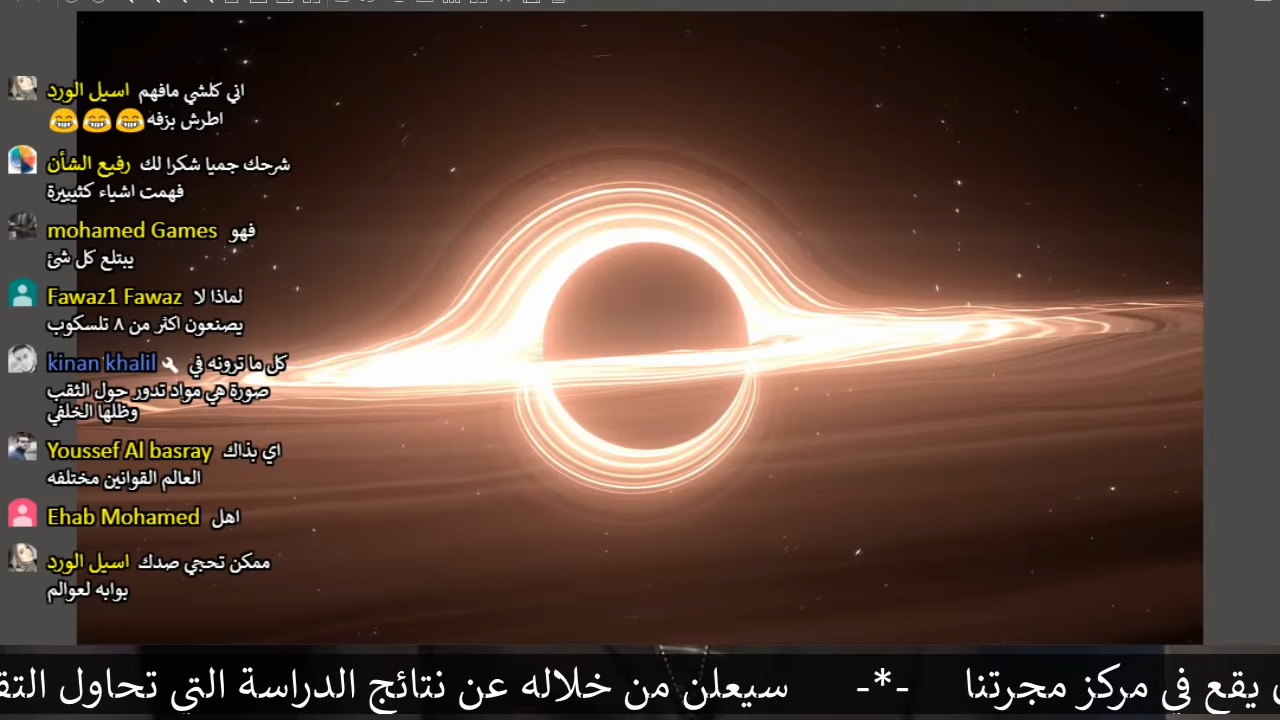 اسيل الورد اني كلشي مافهم
اطرش بزفه😂😂😂
رفيع الشأن شرحك جميا شكرا لك
فهمت اشياء كثيييرة
mohamed Games فهو
يبتلع كل شئ
Fawaz1 Fawaz لماذا لا
يصنعون اكثر من ٨ تلسكوب
kinan khalil كل ما ترونه في
صورة هي مواد تدور حول الثقب
وظلها الخلفي
Youssef Al basray اي بذاك
العالم القوانين مختلفه
Ehab Mohamed اهل
اسيل الورد ممكن تحجي صدك
بوابه لعوالم
يقع في مركز مجرتنا -*- سيعلن من خلاله عن نتائج الدراسة التي تحاول